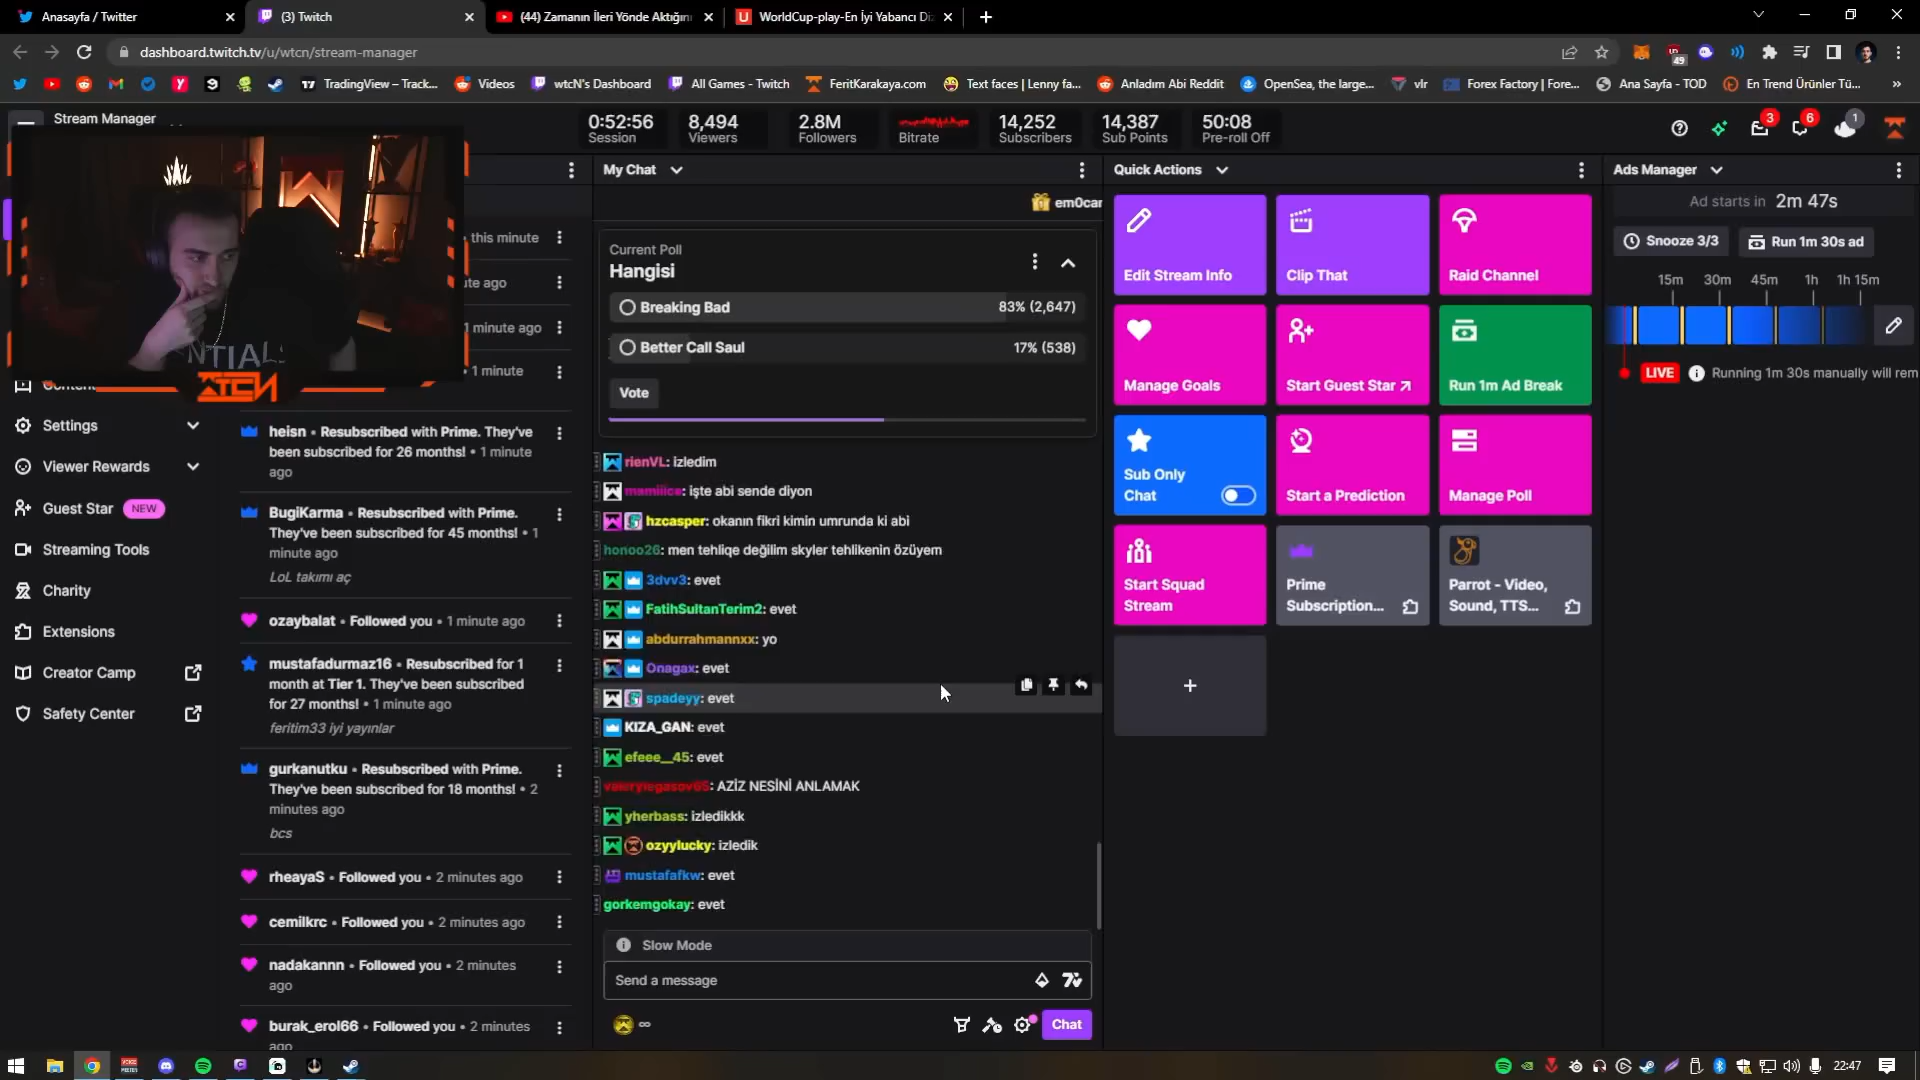 Anasayfa / Twitter
(3) Twitch
(44) Zamanın İleri Yönde Aktığını
WorldCup-play-En İyi Yabancı Diz
dashboard.twitch.tv/u/wtcn/stream-manager
49
TradingView – Track...
Videos
wtcN's Dashboard
All Games - Twitch
FeritKarakaya.com
Text faces | Lenny fa...
Anladım Abi Reddit
OpenSea, the large...
vlr
Forex Factory | Fore...
Ana Sayfa - TOD
En Trend Ürünler Tü...
»
Stream Manager
0:52:56
Session
8,494
Viewers
2.8M
Followers
Bitrate
14,252
Subscribers
14,387
Sub Points
50:08
Pre-roll Off
3
6
1
this minute
1 minute ago
1 minute
NTIALS
WTCN
Settings
Viewer Rewards
Guest Star NEW
Streaming Tools
Charity
Extensions
Creator Camp
Safety Center
heisn • Resubscribed with Prime. They've
been subscribed for 26 months! • 1 minute
ago
BugiKarma • Resubscribed with Prime.
They've been subscribed for 45 months! • 1
minute ago
LoL takımı aç
ozaybalat • Followed you • 1 minute ago
mustafadurmaz16 • Resubscribed for 1
month at Tier 1. They've been subscribed
for 27 months! • 1 minute ago
feritim33 iyi yayınlar
gurkanutku • Resubscribed with Prime.
They've been subscribed for 18 months! • 2
minutes ago
bcs
rheayaS • Followed you • 2 minutes ago
cemilkrc • Followed you • 2 minutes ago
nadakannn • Followed you • 2 minutes
ago
burak_erol66 • Followed you • 2 minutes
ago
My Chat
em0car
Current Poll
Hangisi
Breaking Bad 83% (2,647)
Better Call Saul 17% (538)
Vote
rienVL: izledim
mamiiice: işte abi sende diyon
hzcasper: okanın fikri kimin umrunda ki abi
honoo26: men tehliqe değilim skyler tehlikenin özüyem
3dvv3: evet
FatihSultanTerim2: evet
abdurrahmannxx: yo
Onagax: evet
spadeyy: evet
KIZA_GAN: evet
efeee__45: evet
valerylegasov65: AZİZ NESİNİ ANLAMAK
yherbass: izledikkk
ozyylucky: izledik
mustafafkw: evet
gorkemgokay: evet
Slow Mode
Send a message
∞
Chat
Quick Actions
Edit Stream Info
Clip That
Raid Channel
Manage Goals
Start Guest Star ↗
Run 1m Ad Break
Sub Only
Chat
Start a Prediction
Manage Poll
Start Squad
Stream
Prime
Subscription...
Parrot - Video,
Sound, TTS...
+
Ads Manager
Ad starts in 2m 47s
Snooze 3/3
Run 1m 30s ad
15m 30m 45m 1h 1h 15m
LIVE
Running 1m 30s manually will rem
22:47